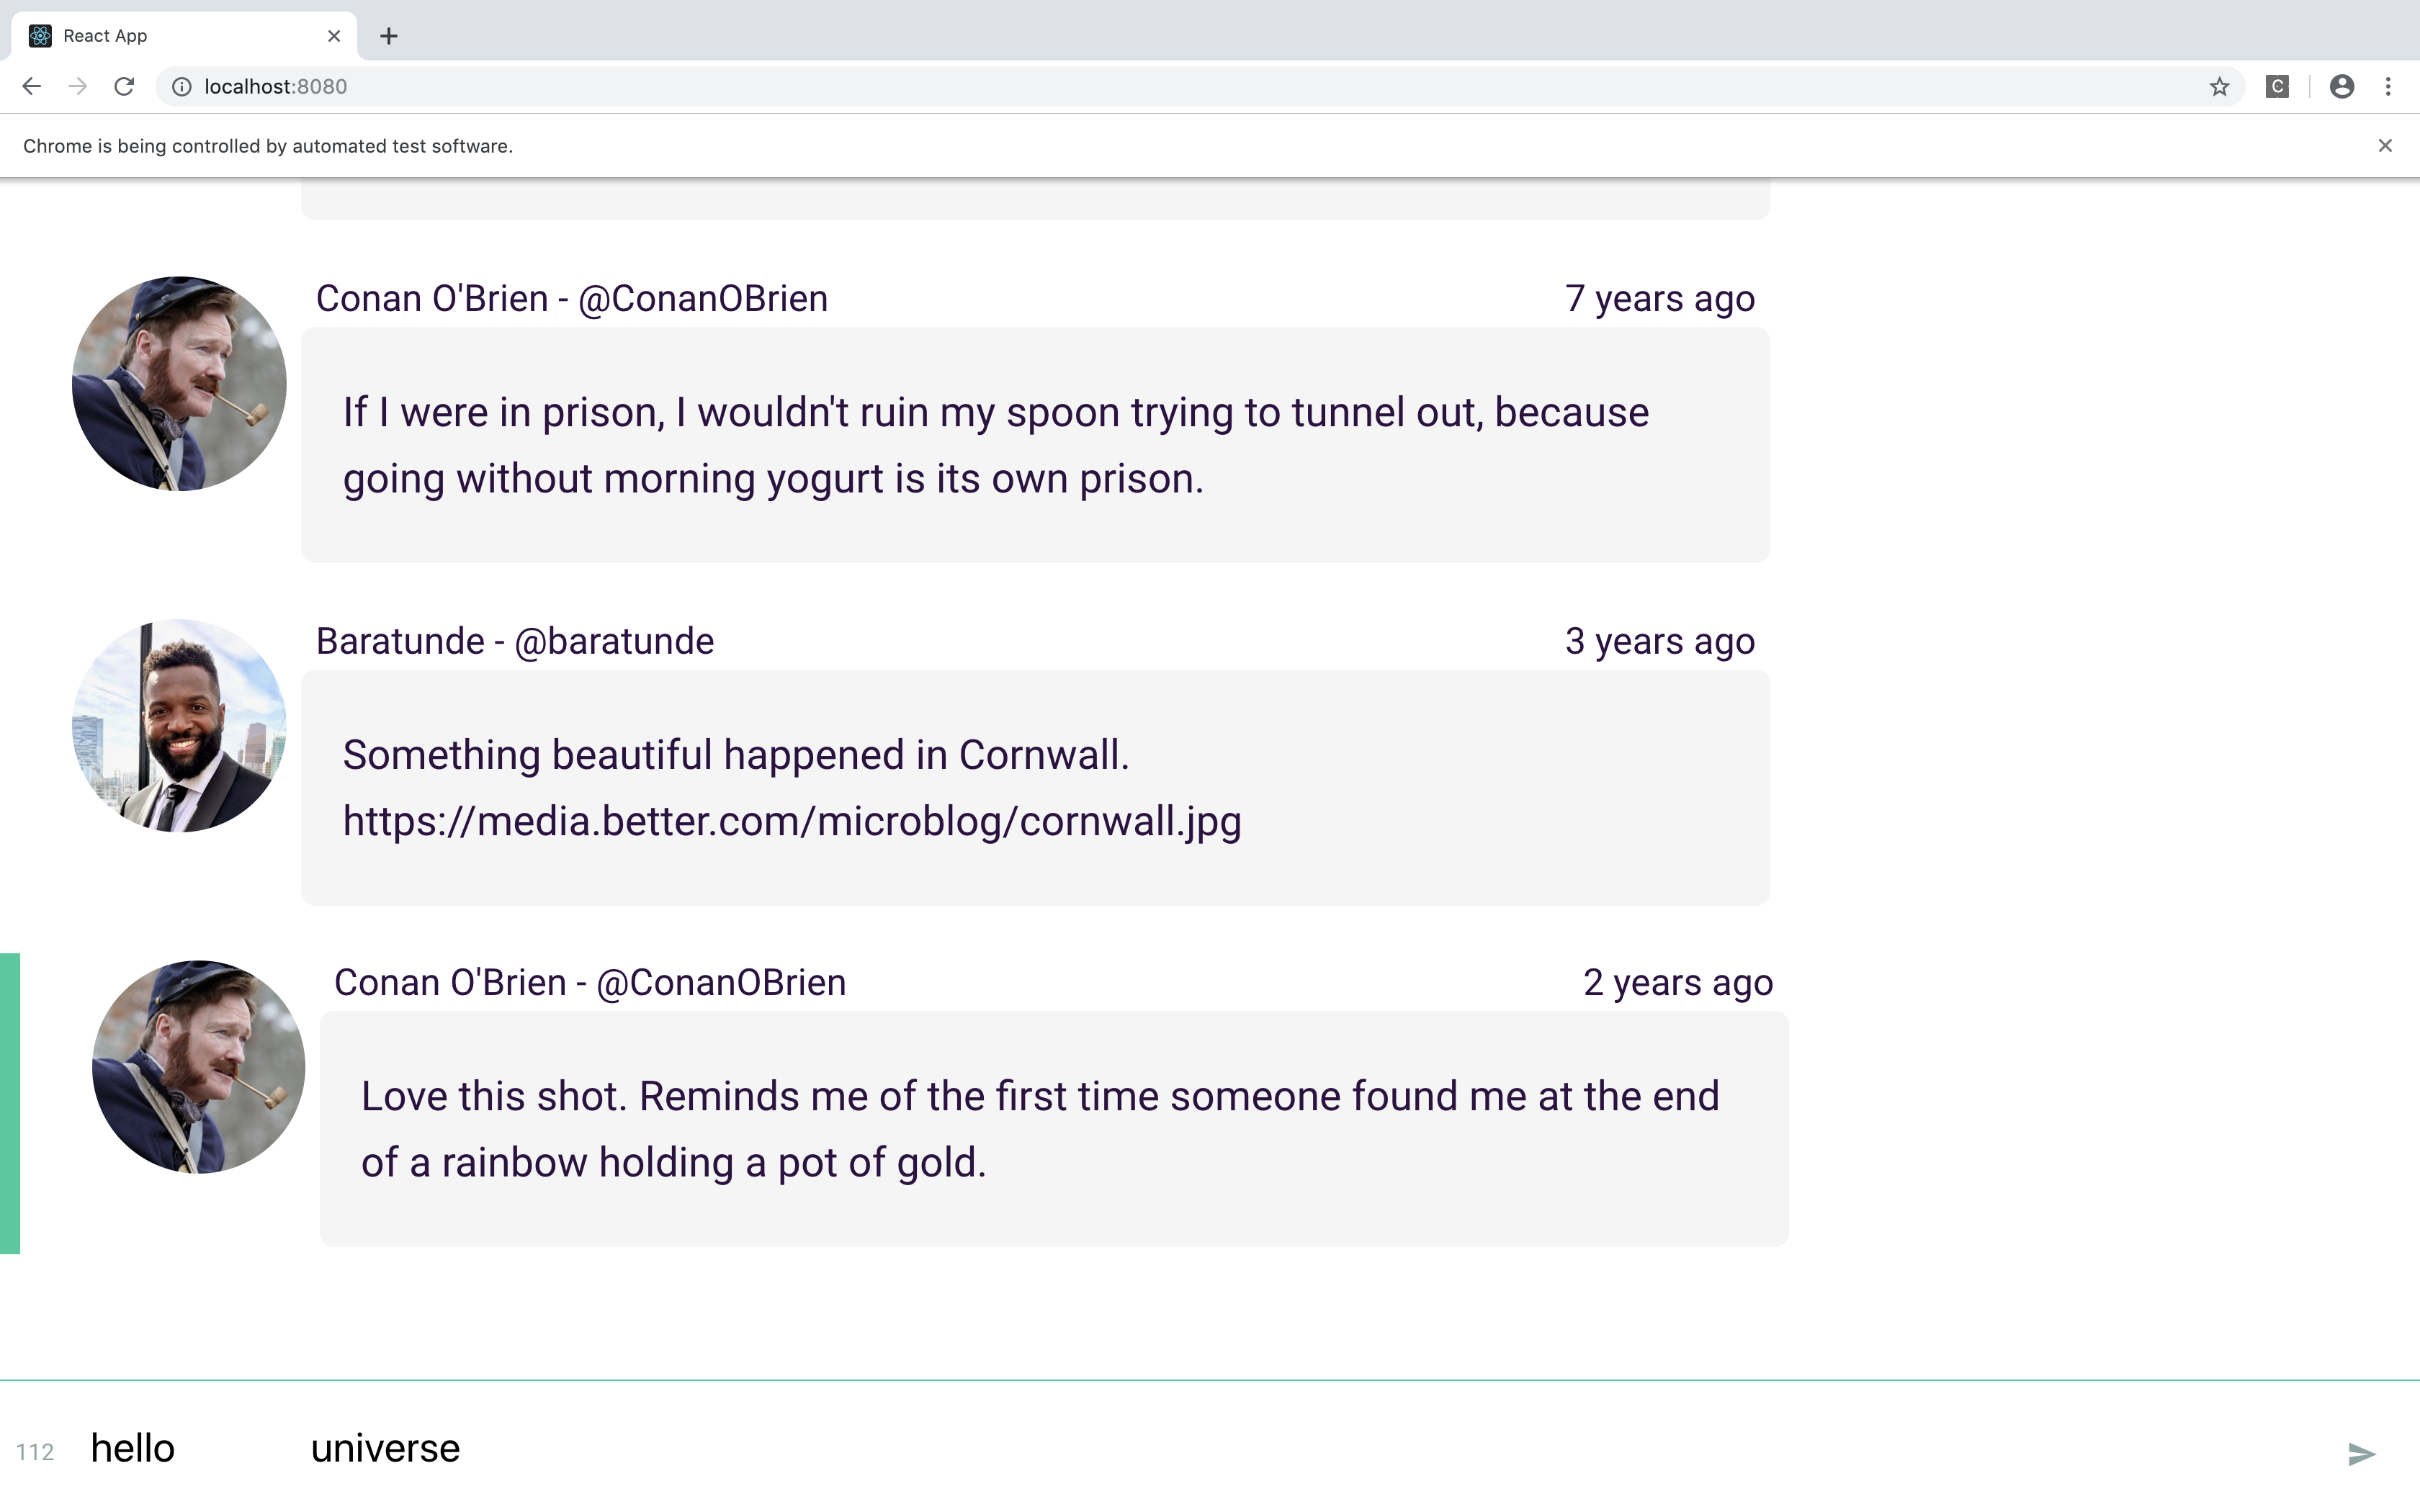 React App
localhost:8080
C
Chrome is being controlled by automated test software.
Conan O'Brien - @ConanOBrien 7 years ago
If I were in prison, I wouldn't ruin my spoon trying to tunnel out, because
going without morning yogurt is its own prison.
Baratunde - @baratunde 3 years ago
Something beautiful happened in Cornwall.
https://media.better.com/microblog/cornwall.jpg
Conan O'Brien - @ConanOBrien 2 years ago
Love this shot. Reminds me of the first time someone found me at the end
of a rainbow holding a pot of gold.
112 hello universe